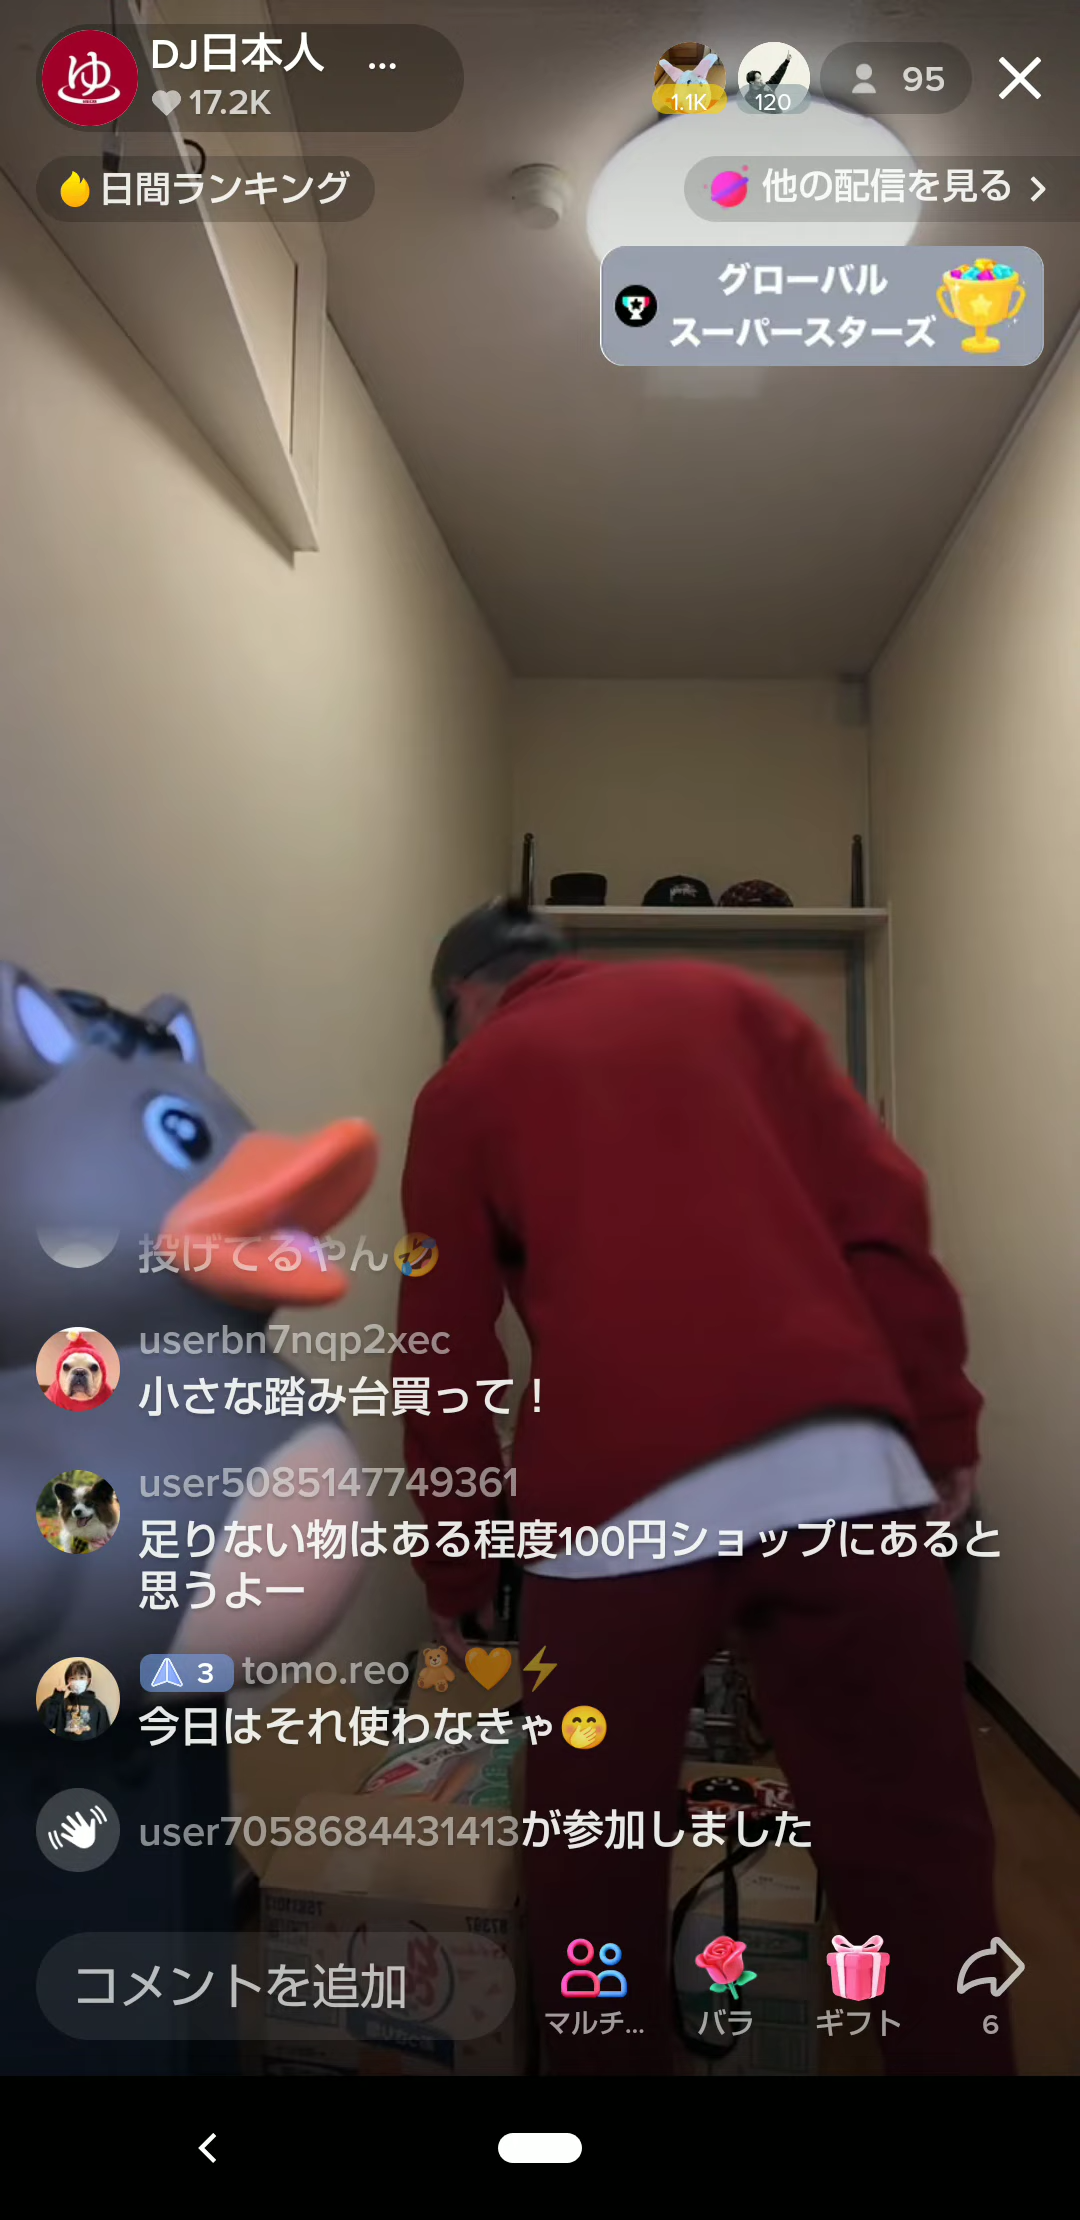 ゆ
DJ日本人 ...
17.2K
1.1K
120
95
日間ランキング
他の配信を見る
グローバル
スーパースターズ
投げてるやん🤣
userbn7nqp2xec
小さな踏み台買って！
user5085147749361
足りない物はある程度100円ショップにあると
思うよー
3 tomo.reo🧸🧡⚡
今日はそれ使わなきゃ🤭
user7058684431413が参加しました
コメントを追加
マルチ...
バラ
ギフト
6